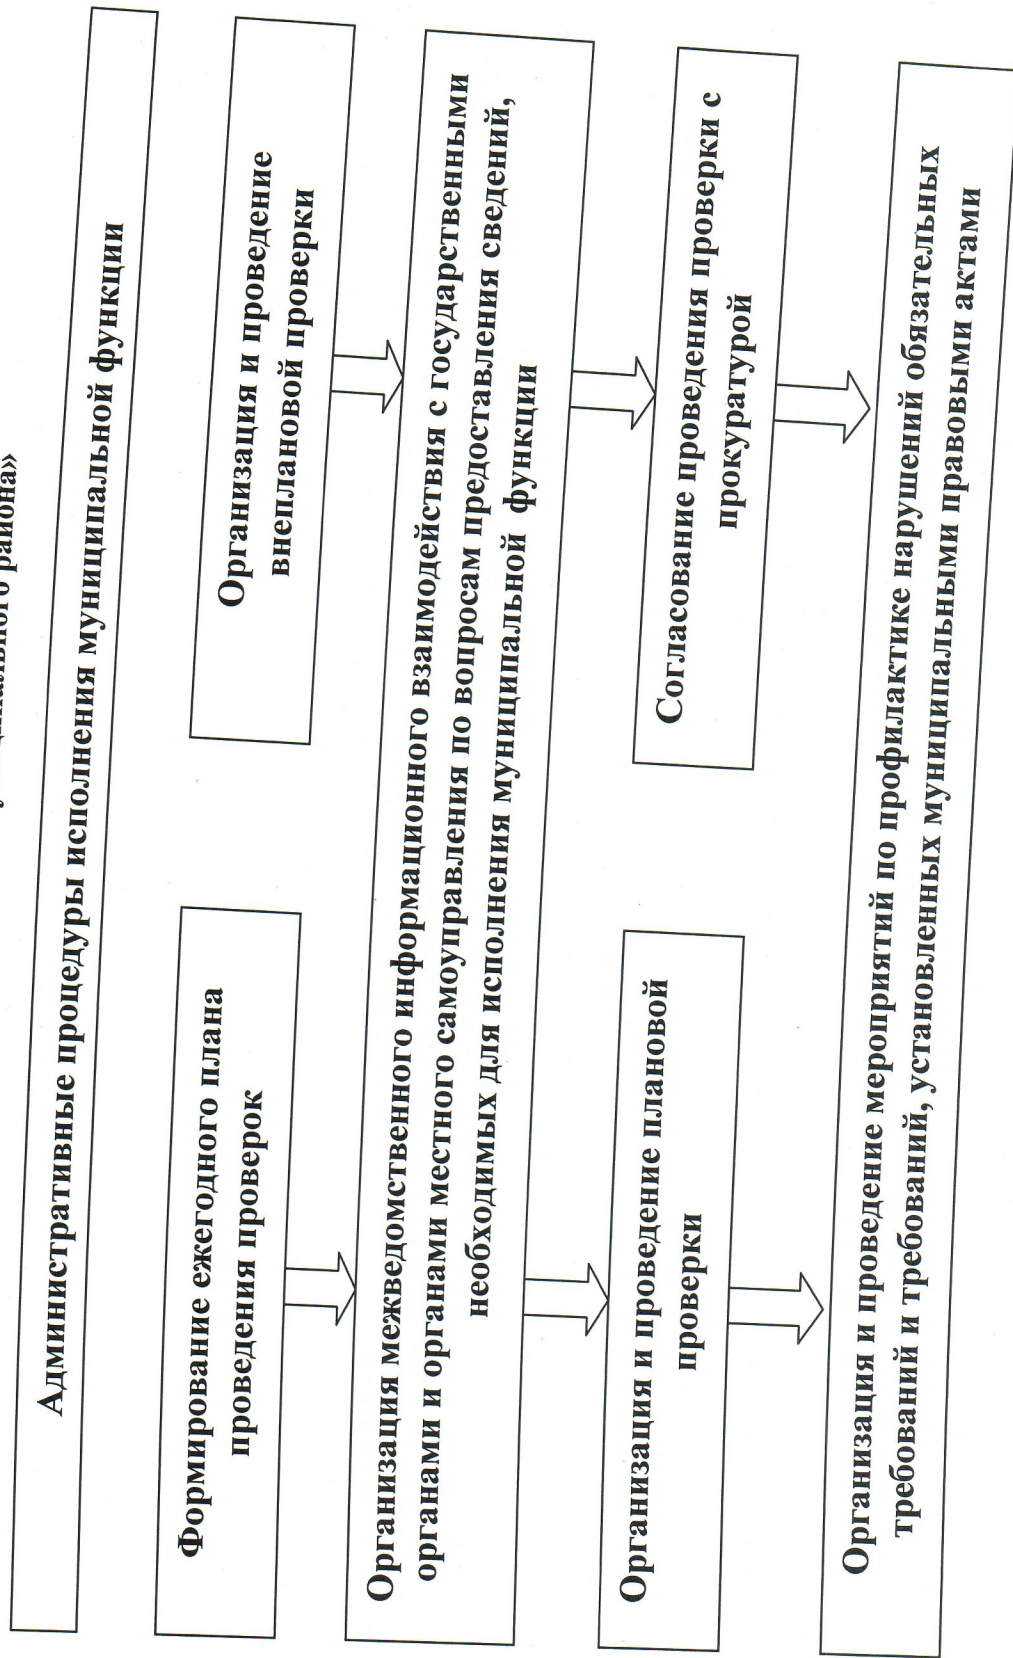 района»
Административные процедуры исполнения муниципальной функции
Формирование ежегодного плана
проведения проверок
Организация и проведение
внеплановой проверки
Организация межведомственного информационного взаимодействия с государственными
органами и органами местного самоуправления по вопросам предоставления сведений,
необходимых для исполнения муниципальной функции
Организация и проведение плановой
проверки
Согласование проведения проверки с
прокуратурой
Организация и проведение мероприятий по профилактике нарушений обязательных
требований и требований, установленных муниципальными правовыми актами